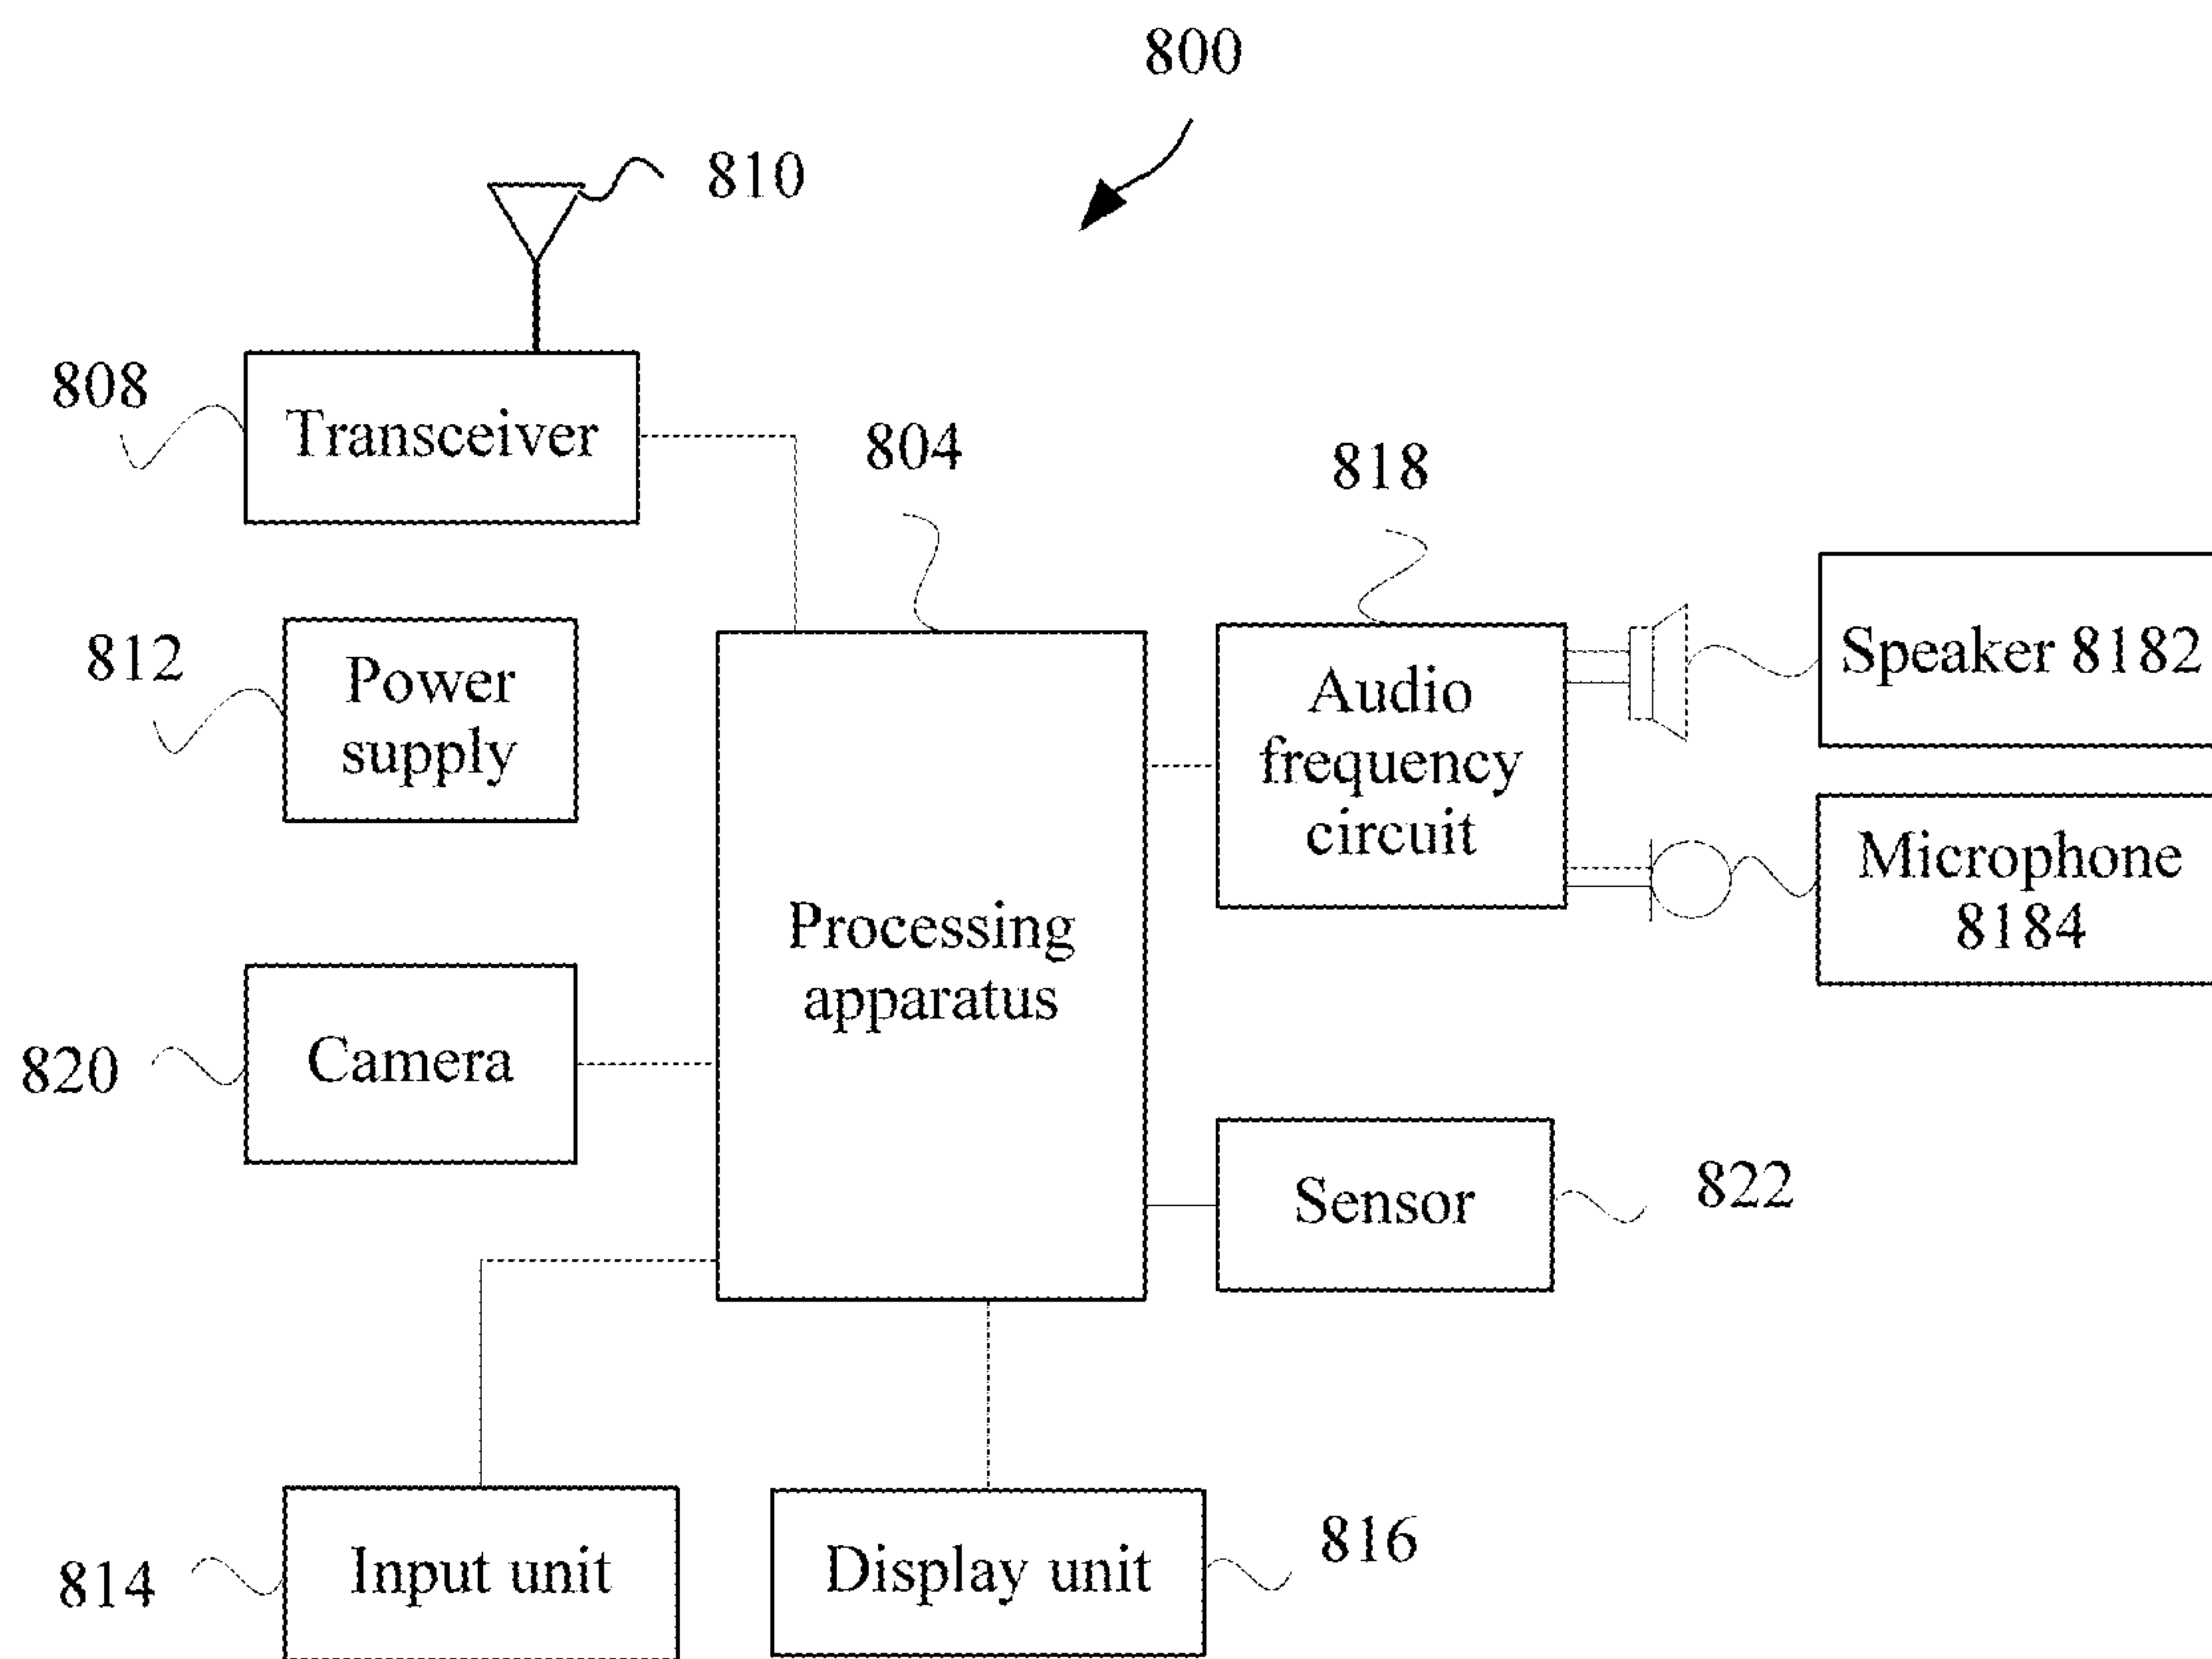 800
810
808
Transceiver
804
818
812
Power
supply
Audio
frequency
circuit
Speaker 8182
Microphone
8184
Processing
apparatus
820
Camera
Sensor
822
814
Input unit
Display unit
816